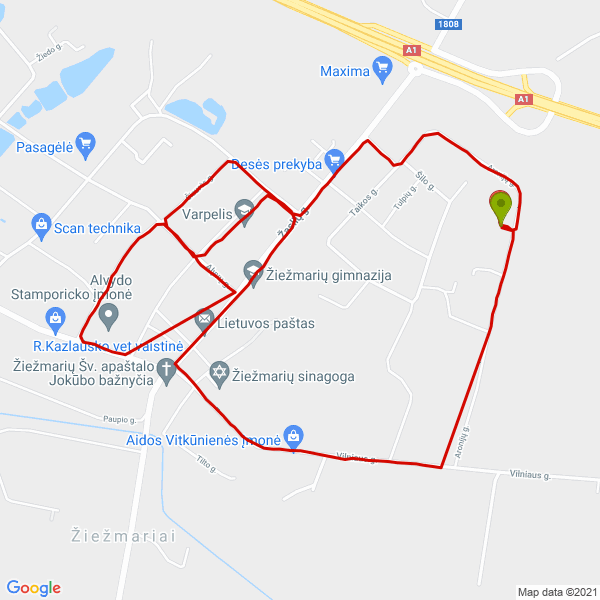 1808
A1
Maxima
Žiedo g.
A1
Pasagėlė
Desės prekyba
Šilo g.
Taikos g.
Tulpių g.
Varpelis
Žaslių g.
Scan technika
Žiežmarių gimnazija
Alvydo
Stamporicko įmonė
Lietuvos paštas
R.Kazlausko vet.vaistinė
Žiežmarių Šv. apaštalo
Jokūbo bažnyčia
Žiežmarių sinagoga
Paupio g.
Aidos Vitkūnienės įmonė
Aronijų g.
Tilto g.
Vilniaus g.
Vilniaus g.
Žiežmariai
Google
Map data ©2021